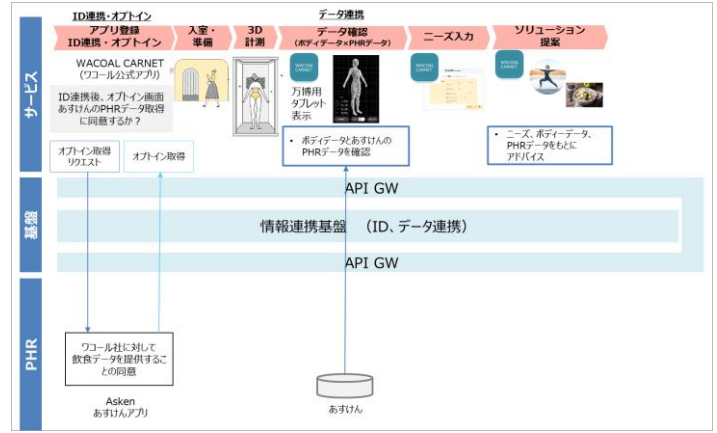 ID連携・オプトイン
データ連携
アプリ登録
ID連携・オプトイン
入室・
準備
3D
計測
データ確認
(ボディデータ×PHRデータ)
ニーズ入力
ソリューション
提案
サービス
WACOAL CARNET
(ワコール公式アプリ)
ID連携後、オプトイン画面
あすけんのPHRデータ取得
に同意するか？
WACOAL
CARNET
万博用
タブレット
表示
WACOAL
CARNET
WACOAL
CARNET
オプトイン取得
リクエスト
オプトイン取得
• ボディデータとあすけんの
PHRデータを確認
• ニーズ、ボディーデータ、
PHRデータをもとに
アドバイス
基盤
API GW
情報連携基盤 （ID、データ連携）
API GW
PHR
ワコール社に対して
飲食データを提供するこ
との同意
Asken
あすけんアプリ
あすけん